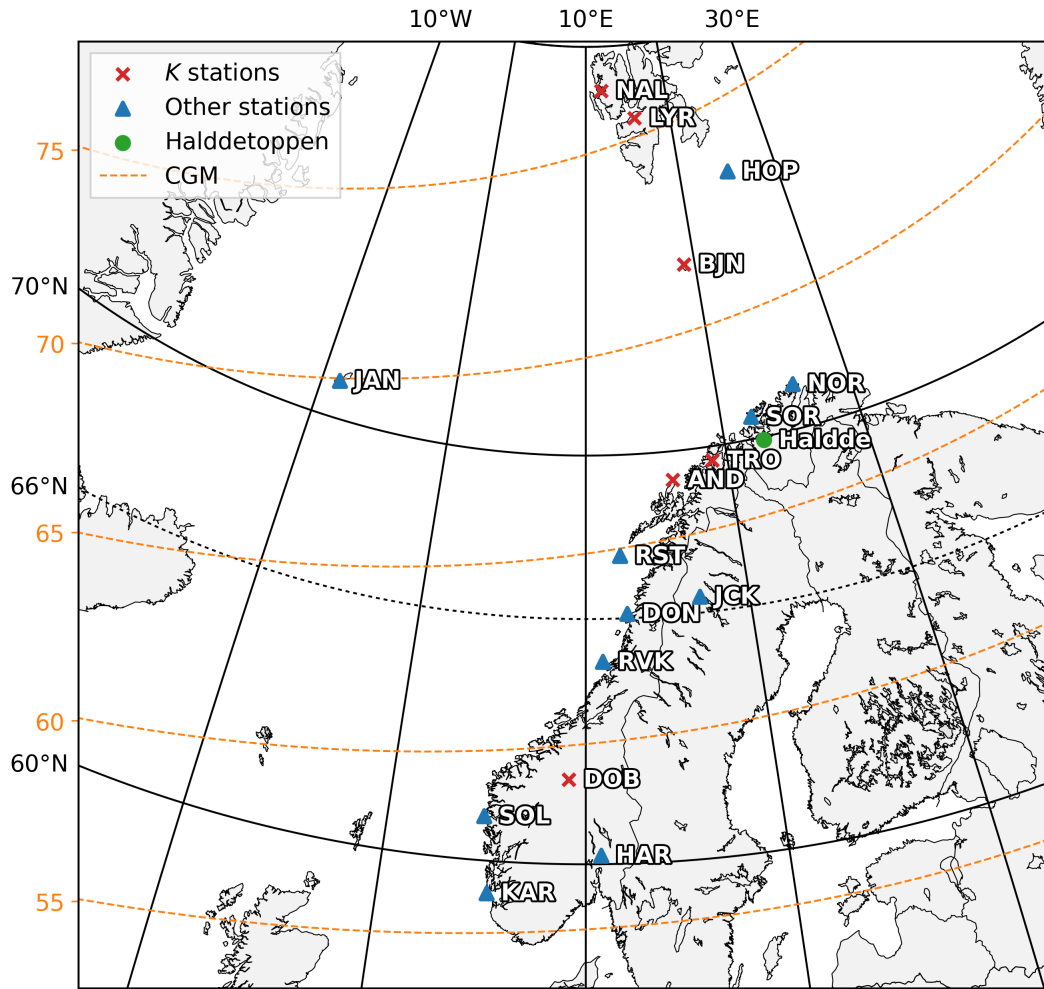 10°W 10°E 30°E
K stations
Other stations
Halddetoppen
CGM
NAL
LYR
75
HOP
BJN
70°N
70
JAN
NOR
SOR
Haldde
TRO
AND
66°N
65
RST
JCK
DON
RVK
60
60°N
DOB
SOL
HAR
KAR
55